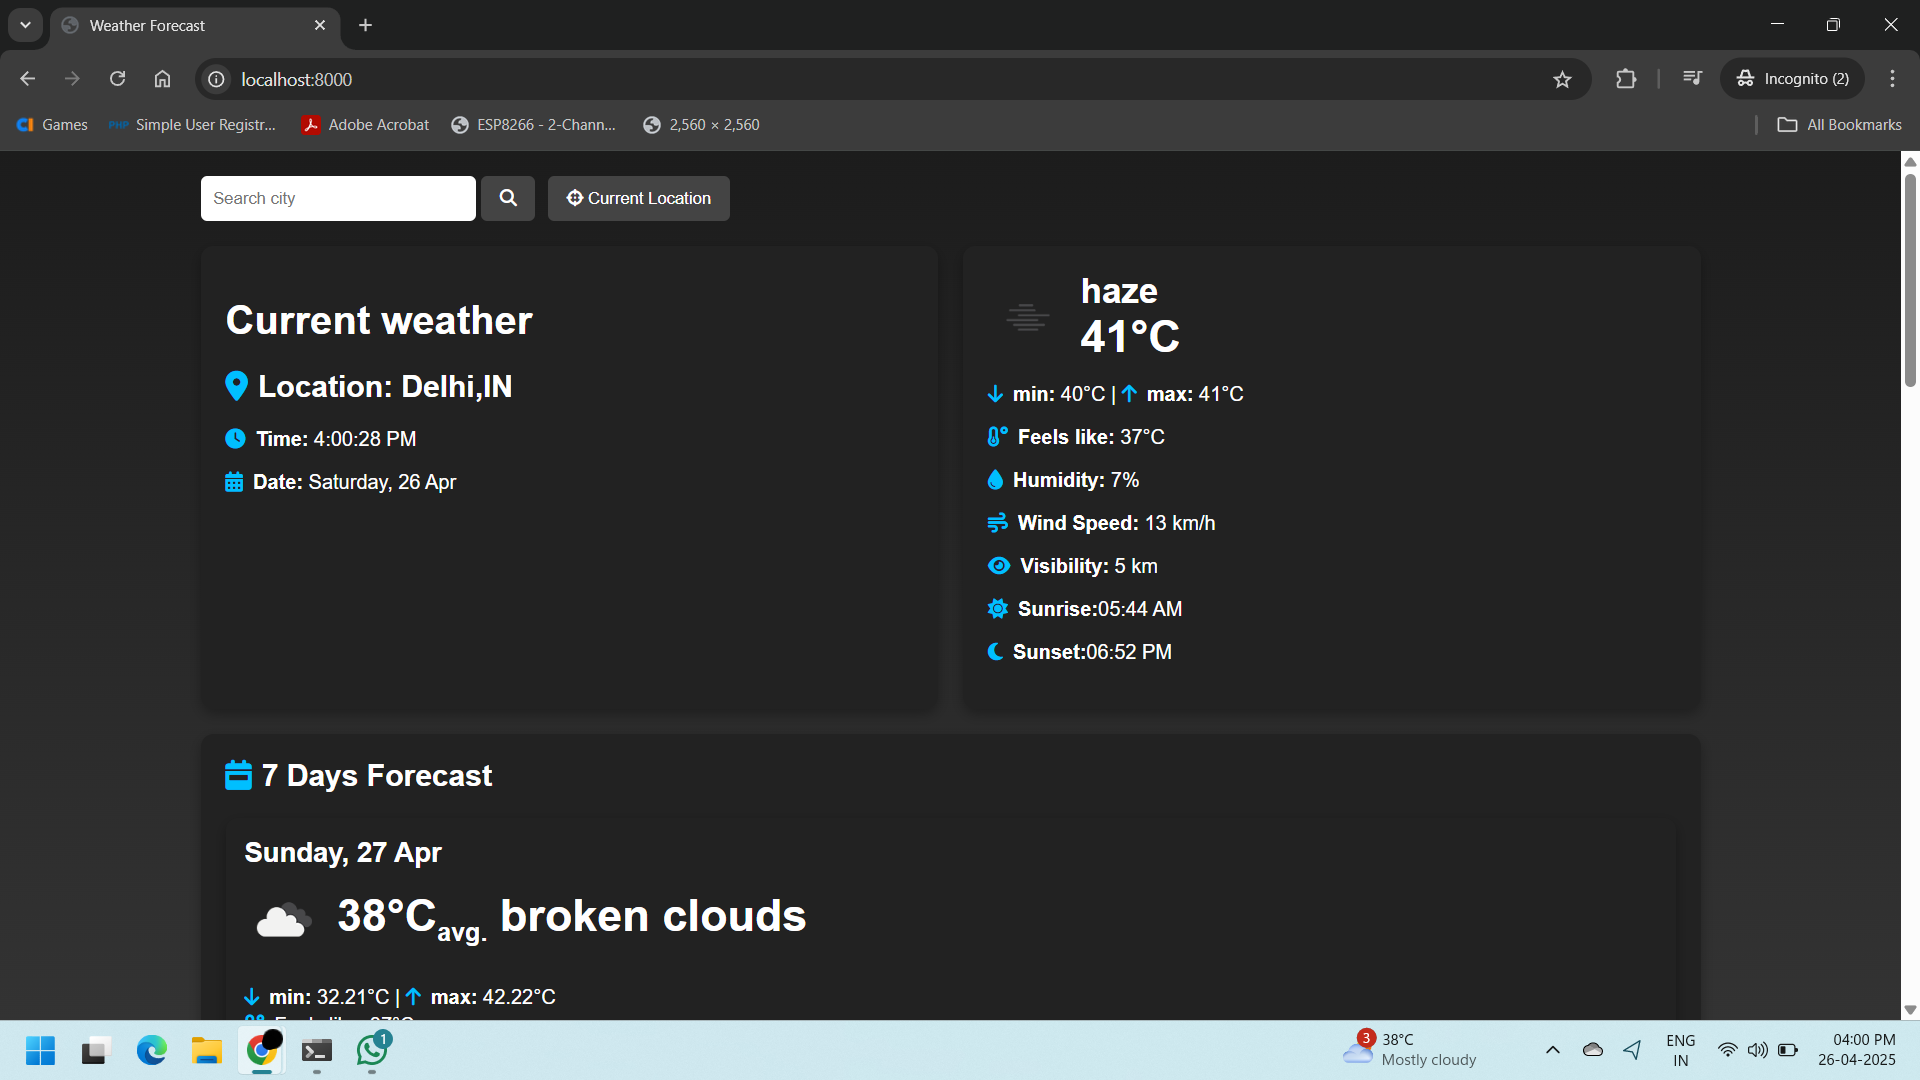 Weather Forecast
localhost:8000
Incognito (2)
Games
PHP Simple User Registr...
Adobe Acrobat
ESP8266 - 2-Chann...
2,560 × 2,560
All Bookmarks
Search city
Current Location
Current weather
Location: Delhi,IN
Time: 4:00:28 PM
Date: Saturday, 26 Apr
haze
41°C
min: 40°C | max: 41°C
Feels like: 37°C
Humidity: 7%
Wind Speed: 13 km/h
Visibility: 5 km
Sunrise:05:44 AM
Sunset:06:52 PM
7 Days Forecast
Sunday, 27 Apr
38°Cavg. broken clouds
min: 32.21°C | max: 42.22°C
1
3
38°C
Mostly cloudy
ENG
IN
04:00 PM
26-04-2025